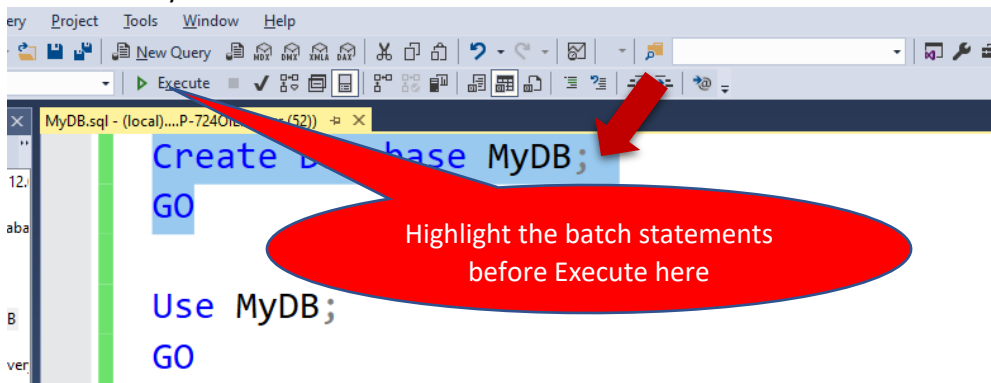 ery Project Tools Window Help
New Query MDX DMX XMLA DAX
Execute
MyDB.sql - (local)....P-724 (52))
Create Database MyDB;
12.
GO
aba
Highlight the batch statements
before Execute here
Use MyDB;
B
GO
ver